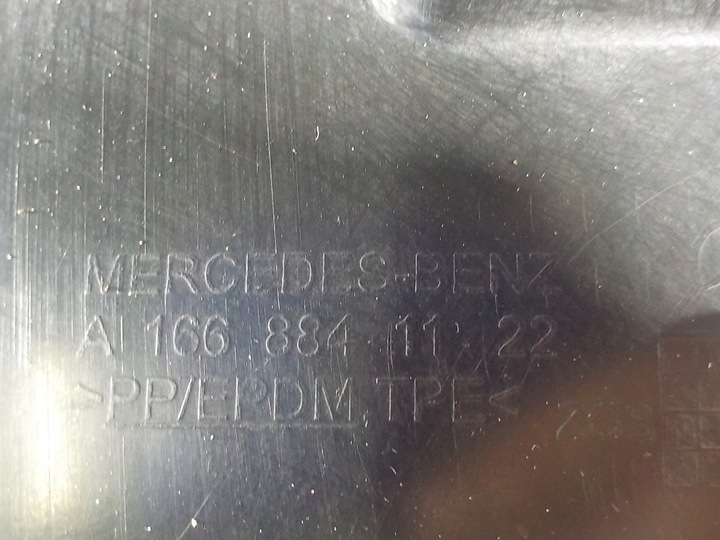 MERCEDES-BENZ
A 166 884 11 22
>PP/EPDM,TPE<